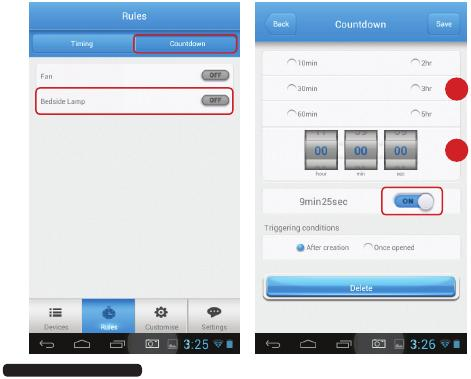 Rules
Timing
Countdown
Fan
OFF
Bedside Lamp
OFF
Devices
Rules
Customise
Settings
3:25
Back
Countdown
Save
10min
2hr
30min
3hr
60min
5hr
00 00 00
hour min sec
9min25sec
ON
Triggering conditions
After creation
Once opened
Delete
3:26